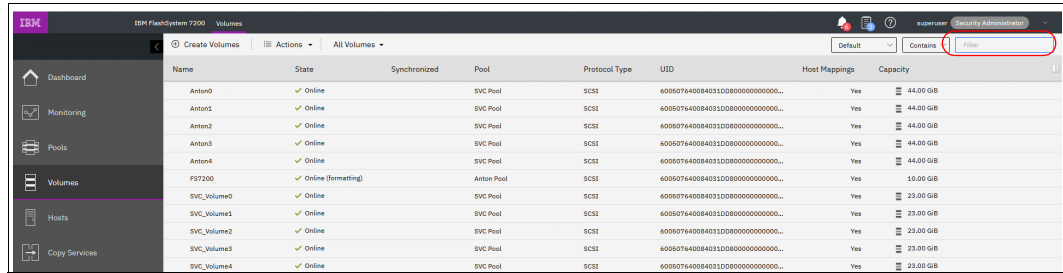 IBM IBM FlashSystem 7200 Volumes 6 3 superuser Security Administrator
Create Volumes Actions All Volumes Default Contains Filter
Name State Synchronized Pool Protocol Type UID Host Mappings Capacity
Dashboard
Monitoring
Pools
Volumes
Hosts
Copy Services
Anton0 Online SVC Pool SCSI 600507640084031DD800000000000... Yes 44.00 GiB
Anton1 Online SVC Pool SCSI 600507640084031DD800000000000... Yes 44.00 GiB
Anton2 Online SVC Pool SCSI 600507640084031DD800000000000... Yes 44.00 GiB
Anton3 Online SVC Pool SCSI 600507640084031DD800000000000... Yes 44.00 GiB
Anton4 Online SVC Pool SCSI 600507640084031DD800000000000... Yes 44.00 GiB
FS7200 Online (formatting) Anton Pool SCSI 600507640084031DD800000000000... Yes 10.00 GiB
SVC_Volume0 Online SVC Pool SCSI 600507640084031DD800000000000... Yes 23.00 GiB
SVC_Volume1 Online SVC Pool SCSI 600507640084031DD800000000000... Yes 23.00 GiB
SVC_Volume2 Online SVC Pool SCSI 600507640084031DD800000000000... Yes 23.00 GiB
SVC_Volume3 Online SVC Pool SCSI 600507640084031DD800000000000... Yes 23.00 GiB
SVC_Volume4 Online SVC Pool SCSI 600507640084031DD800000000000... Yes 23.00 GiB